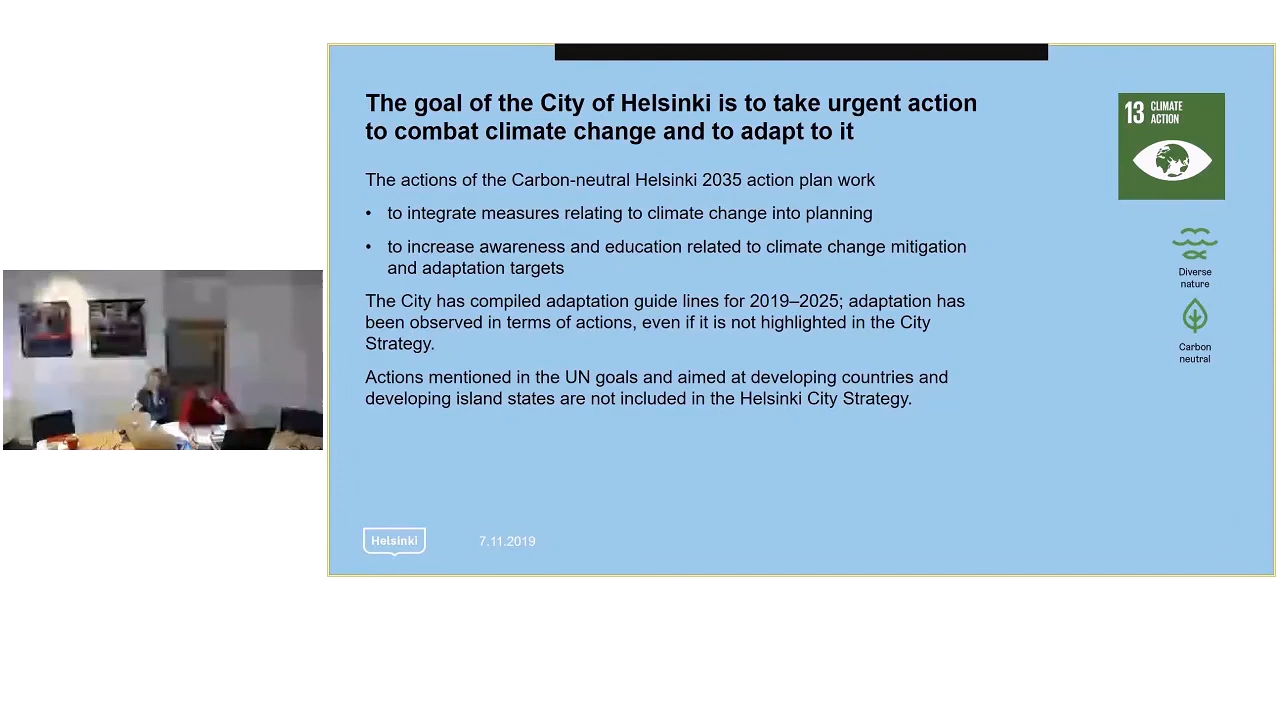 The goal of the City of Helsinki is to take urgent action
to combat climate change and to adapt to it
The actions of the Carbon-neutral Helsinki 2035 action plan work
• to integrate measures relating to climate change into planning
• to increase awareness and education related to climate change mitigation
and adaptation targets
The City has compiled adaptation guide lines for 2019–2025; adaptation has
been observed in terms of actions, even if it is not highlighted in the City
Strategy.
Actions mentioned in the UN goals and aimed at developing countries and
developing island states are not included in the Helsinki City Strategy.
13 CLIMATE
ACTION
Diverse
nature
Carbon
neutral
Helsinki
7.11.2019